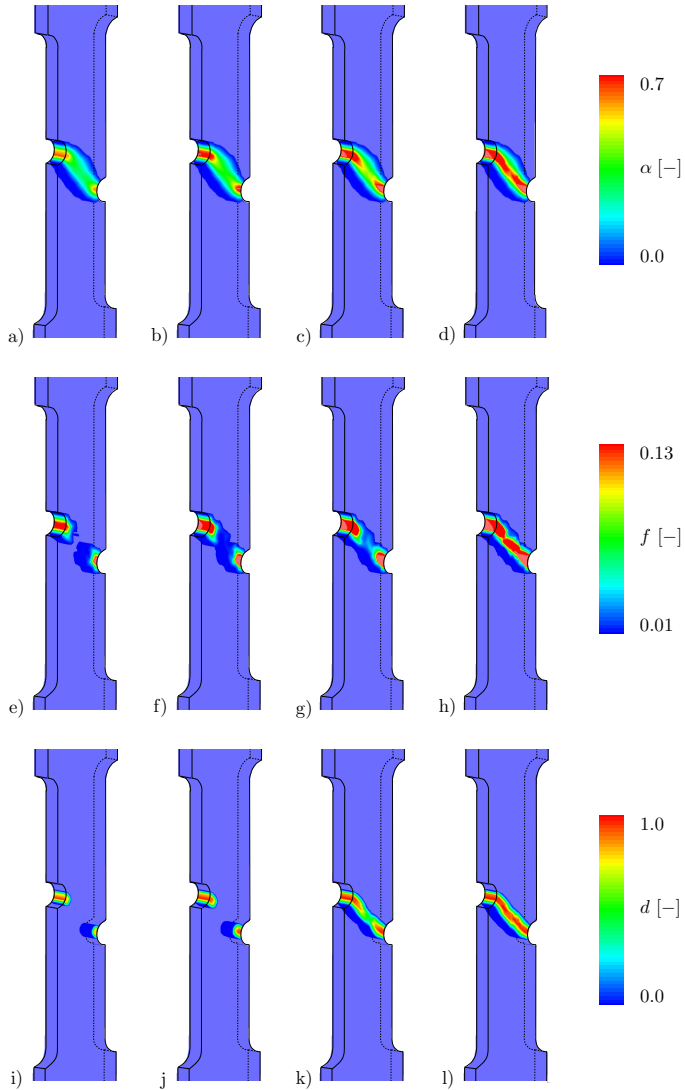 0.7
α [−]
0.0
a)
b)
c)
d)
0.13
f [−]
0.01
e)
f)
g)
h)
1.0
d [−]
0.0
i)
j
k)
l)